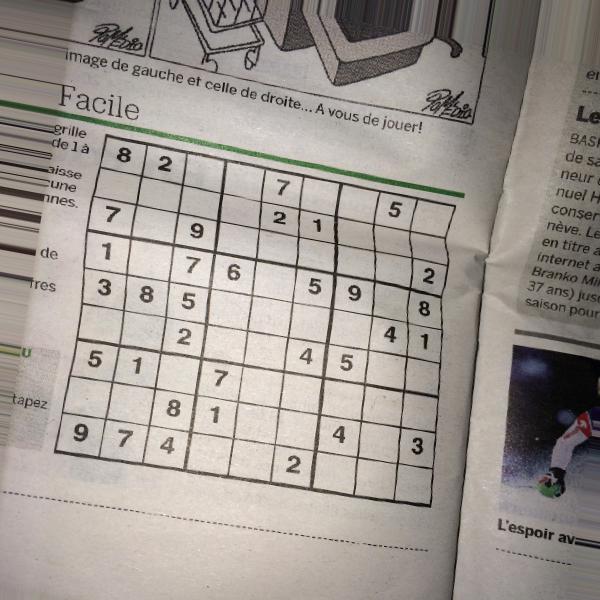 image de gauche et celle de droite... A vous de jouer!
Facile
grille
de 1 à
aisse
cune
nnes.
de
tres
U
tapez
8 2 7 5
2 1
7 9 2
1 7 6 5 9 8
3 8 5 4 1
2 4 5
5 1 7
8 1 4 3
9 7 4 2
Le
de sa
neur
nuel H
conser
nève. Le
en titre a
internet a
Branko Mi
37 ans) jus
saison pour
L'espoir av